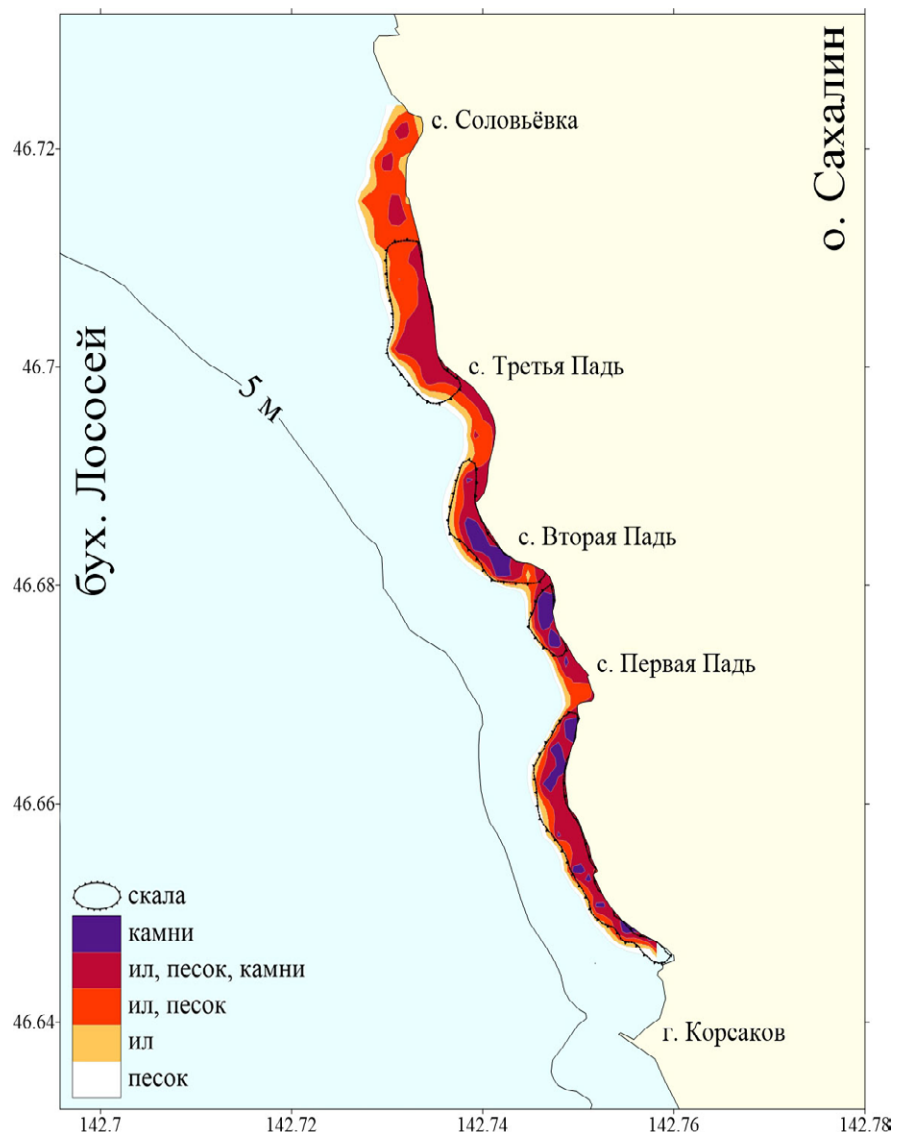 о. Сахалин
с. Соловьёвка
46.72
46.7
с. Третья Падь
5 м
бух. Лососей
с. Вторая Падь
46.68
с. Первая Падь
46.66
скала
камни
ил, песок, камни
ил, песок
ил
песок
46.64
г. Корсаков
142.7
142.72
142.74
142.76
142.78